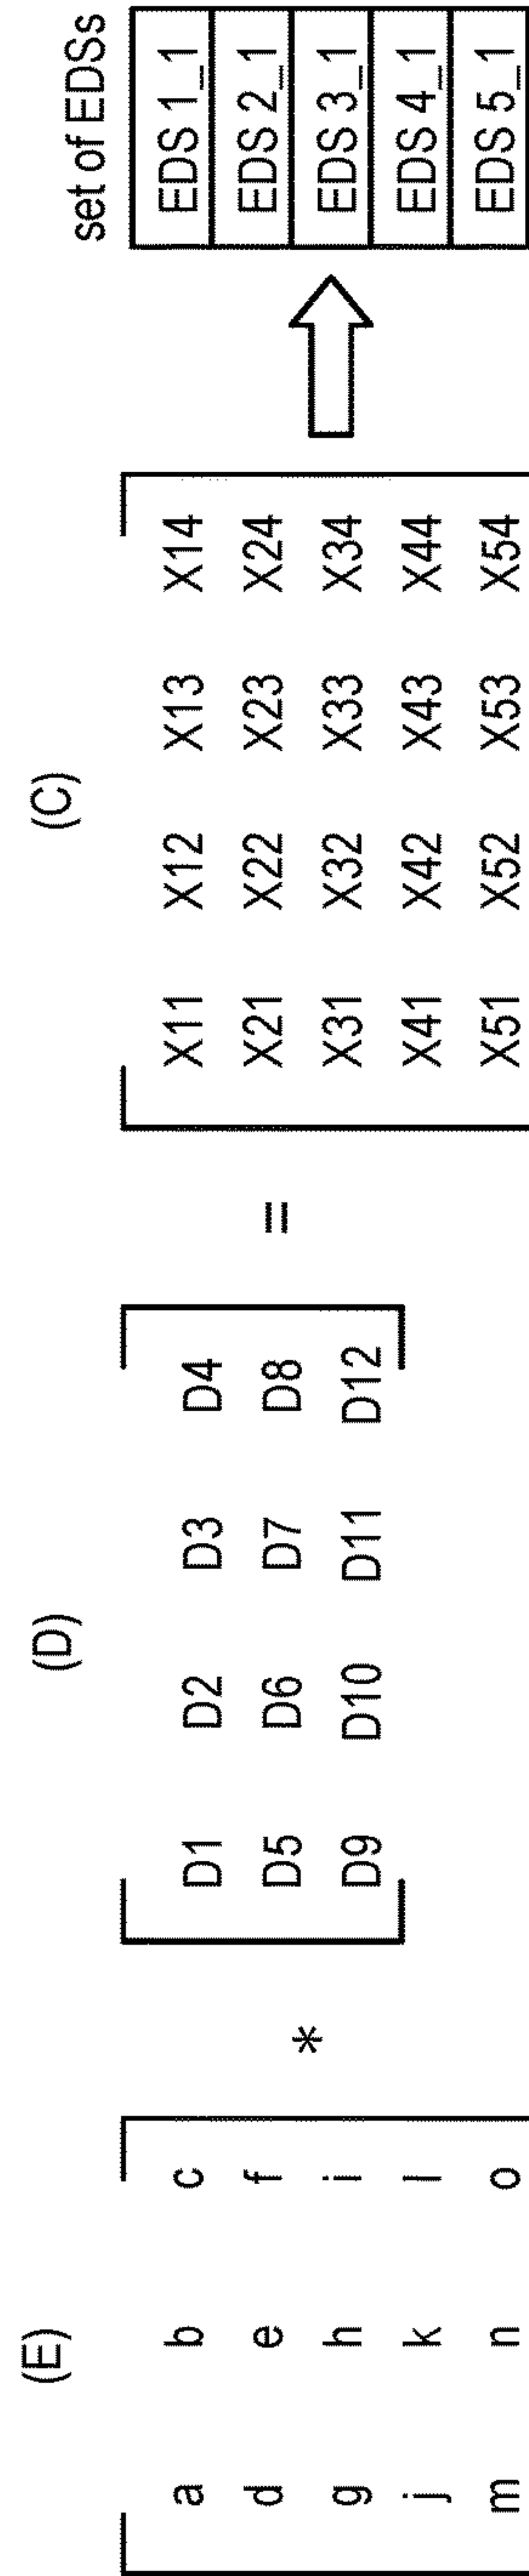 (E) (D) (C) set of EDSs
a b c D1 D2 D3 D4 X11 X12 X13 X14 EDS 1_1
d e f * D5 D6 D7 D8 = X21 X22 X23 X24 EDS 2_1
g h i D9 D10 D11 D12 X31 X32 X33 X34 EDS 3_1
j k l X41 X42 X43 X44 EDS 4_1
m n o X51 X52 X53 X54 EDS 5_1